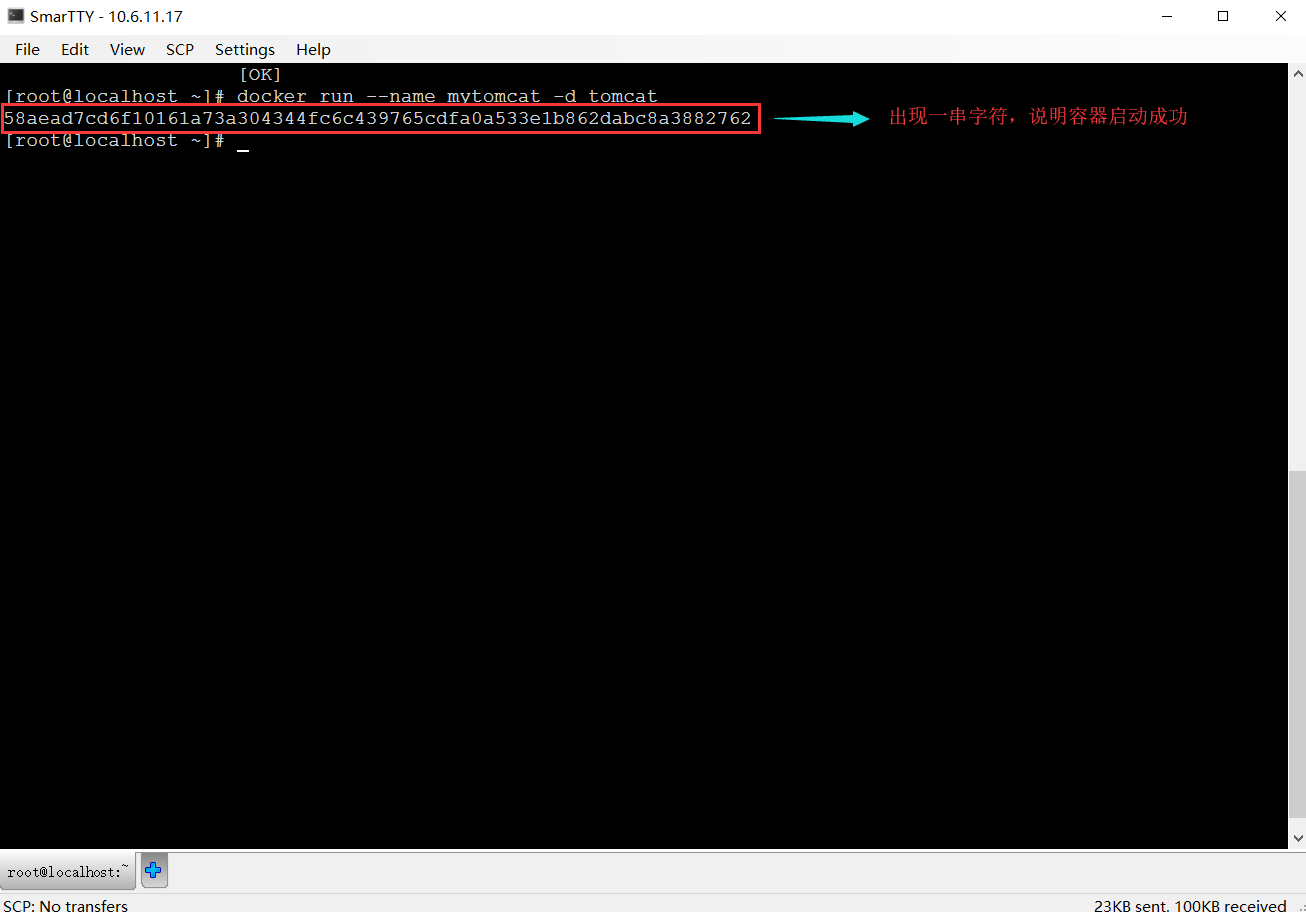 SmarTTY - 10.6.11.17
File Edit View SCP Settings Help
[OK]
[root@localhost ~]# docker run --name mytomcat -d tomcat
58aead7cd6f10161a73a304344fc6c439765cdfa0a533e1b862dabc8a3882762
出现一串字符，说明容器启动成功
[root@localhost ~]# _
root@localhost:~
SCP: No transfers
23KB sent, 100KB received